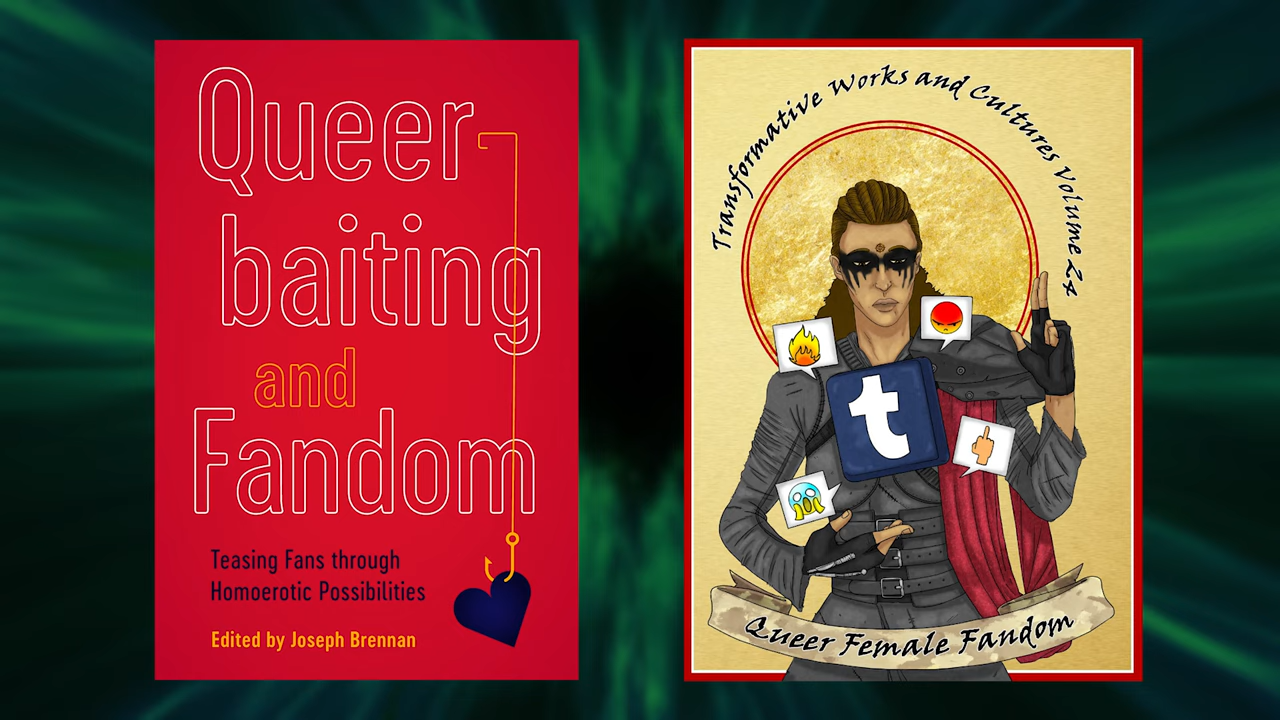 Queer-
baiting
and
Fandom
Teasing Fans through
Homoerotic Possibilities
Edited by Joseph Brennan
Transformative Works and Cultures Volume 24
t
Queer Female Fandom